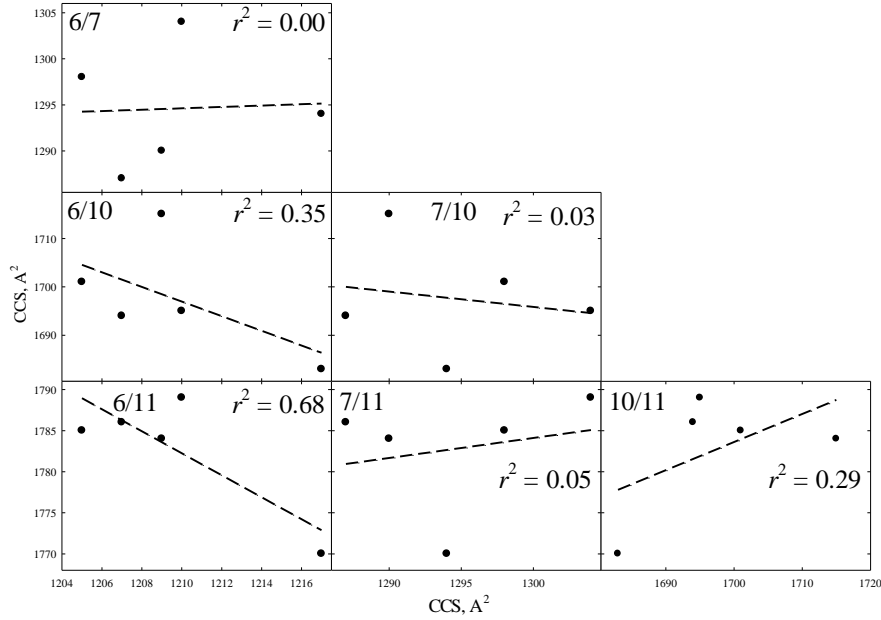 1305
6/7
r² = 0.00
1300
1295
1290
6/10
r² = 0.35
7/10
r² = 0.03
1710
1700
1690
CCS, A²
1790
6/11
r² = 0.68
7/11
10/11
1785
1780
r² = 0.05
r² = 0.29
1775
1770
1204 1206 1208 1210 1212 1214 1216
1290 1295 1300
1690 1700 1710 1720
CCS, A²
CCS, A²